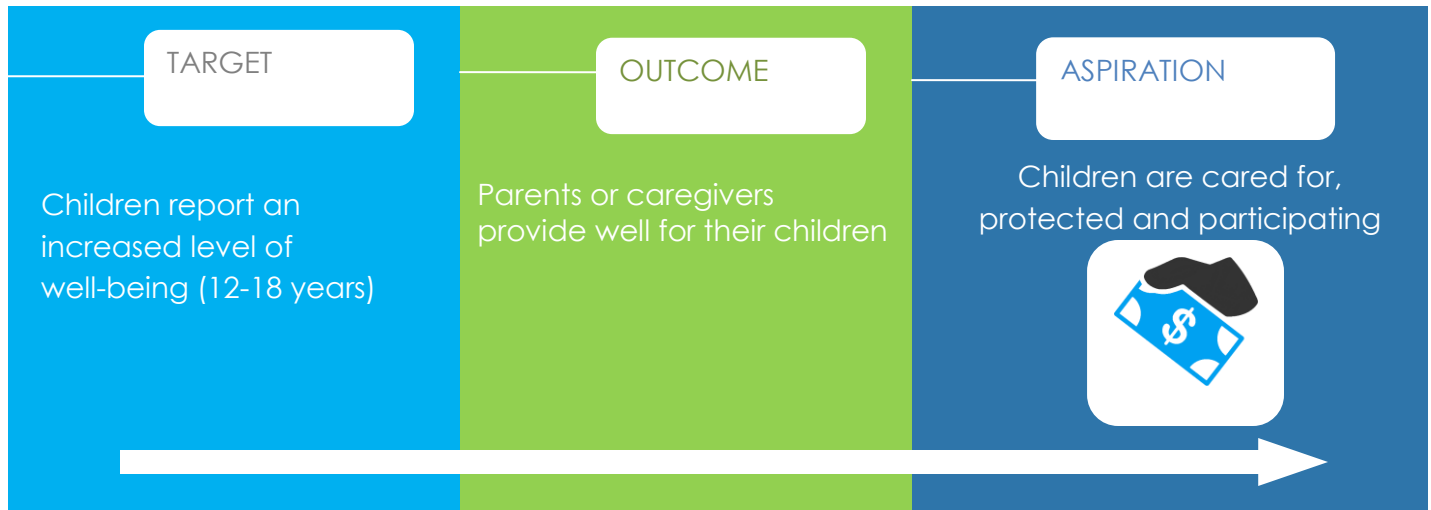 TARGET
Children report an
increased level of
well-being (12-18 years)
OUTCOME
Parents or caregivers
provide well for their children
ASPIRATION
Children are cared for,
protected and participating
$